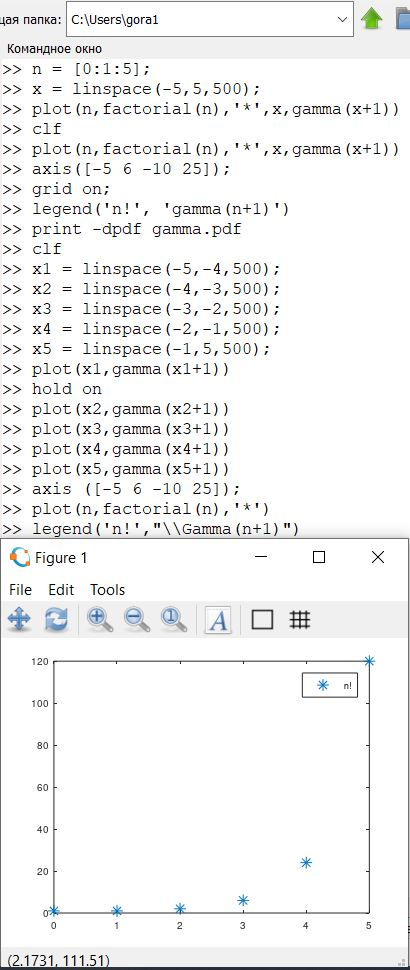 щая папка: C:\Users\gora1
Командное окно
>> n = [0:1:5];
>> x = linspace(-5,5,500);
>> plot(n,factorial(n),'*',x,gamma(x+1))
>> clf
>> plot(n,factorial(n),'*',x,gamma(x+1))
>> axis([-5 6 -10 25]);
>> grid on;
>> legend('n!', 'gamma(n+1)')
>> print -dpdf gamma.pdf
>> clf
>> x1 = linspace(-5,-4,500);
>> x2 = linspace(-4,-3,500);
>> x3 = linspace(-3,-2,500);
>> x4 = linspace(-2,-1,500);
>> x5 = linspace(-1,5,500);
>> plot(x1,gamma(x1+1))
>> hold on
>> plot(x2,gamma(x2+1))
>> plot(x3,gamma(x3+1))
>> plot(x4,gamma(x4+1))
>> plot(x5,gamma(x5+1))
>> axis ([-5 6 -10 25]);
>> plot(n,factorial(n),'*')
>> legend('n!',"\\Gamma(n+1)")
Figure 1
File Edit Tools
A
120
n!
100
80
60
40
20
0
0 1 2 3 4 5
(2.1731, 111.51)